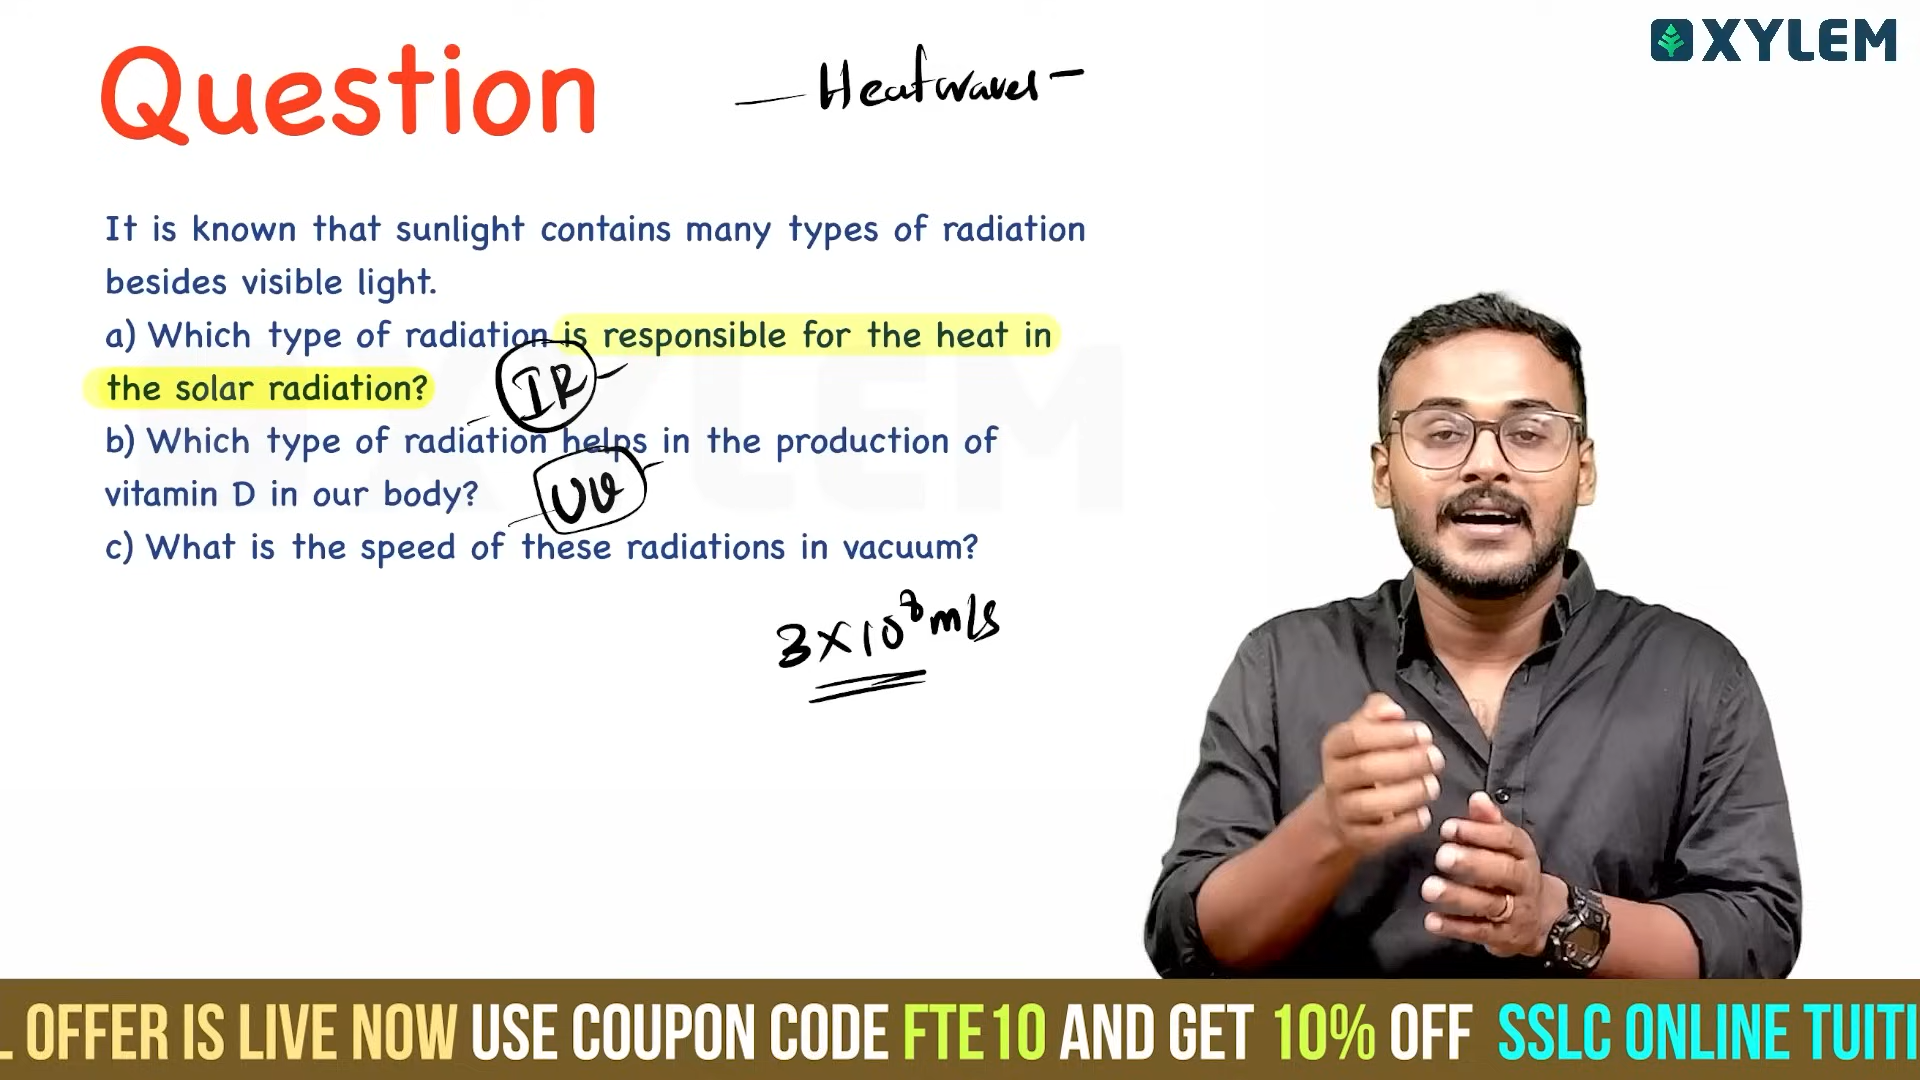 Question
— Heatwaves —
XYLEM
It is known that sunlight contains many types of radiation
besides visible light.
a) Which type of radiation is responsible for the heat in
the solar radiation?
IR
b) Which type of radiation helps in the production of
vitamin D in our body?
UV
c) What is the speed of these radiations in vacuum?
3×10⁸ m/s
L OFFER IS LIVE NOW USE COUPON CODE FTE10 AND GET 10% OFF SSLC ONLINE TUITI